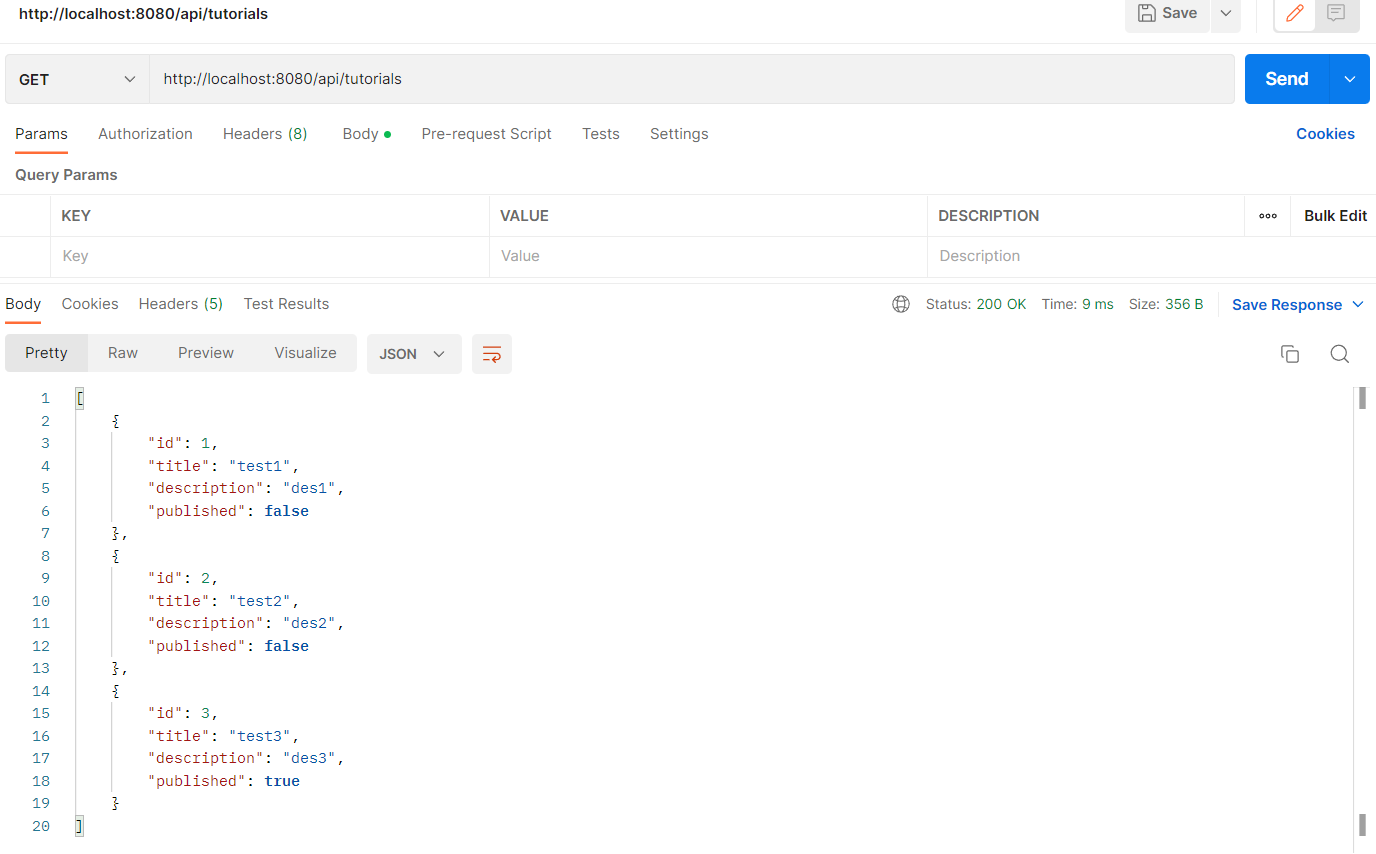 http://localhost:8080/api/tutorials Save
GET http://localhost:8080/api/tutorials Send
Params Authorization Headers (8) Body Pre-request Script Tests Settings Cookies
Query Params
KEY VALUE DESCRIPTION Bulk Edit
Key Value Description
Body Cookies Headers (5) Test Results Status: 200 OK Time: 9 ms Size: 356 B Save Response
Pretty Raw Preview Visualize JSON
1 [
2 {
3 "id": 1,
4 "title": "test1",
5 "description": "des1",
6 "published": false
7 },
8 {
9 "id": 2,
10 "title": "test2",
11 "description": "des2",
12 "published": false
13 },
14 {
15 "id": 3,
16 "title": "test3",
17 "description": "des3",
18 "published": true
19 }
20 ]